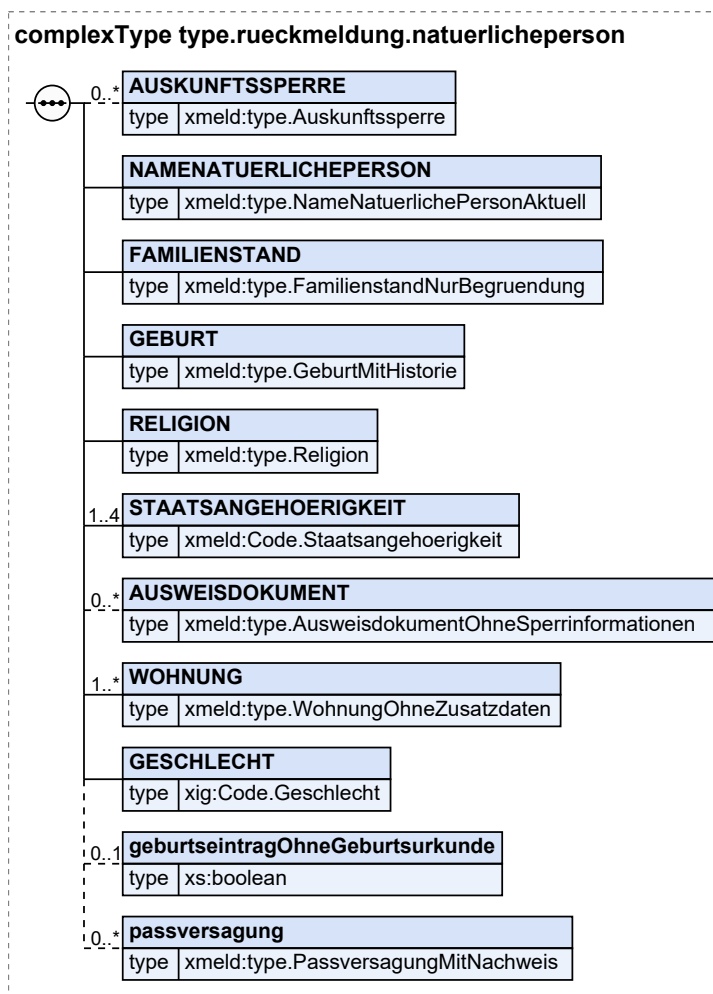 complexType type.rueckmeldung.natuerlicheperson
0..* AUSKUNFTSSPERRE
type xmeld:type.Auskunftssperre
NAMENATUERLICHEPERSON
type xmeld:type.NameNatuerlichePersonAktuell
FAMILIENSTAND
type xmeld:type.FamilienstandNurBegruendung
GEBURT
type xmeld:type.GeburtMitHistorie
RELIGION
type xmeld:type.Religion
1..4 STAATSANGEHOERIGKEIT
type xmeld:Code.Staatsangehoerigkeit
0..* AUSWEISDOKUMENT
type xmeld:type.AusweisdokumentOhneSperrinformationen
1..* WOHNUNG
type xmeld:type.WohnungOhneZusatzdaten
GESCHLECHT
type xig:Code.Geschlecht
0..1 geburtseintragOhneGeburtsurkunde
type xs:boolean
0..* passversagung
type xmeld:type.PassversagungMitNachweis